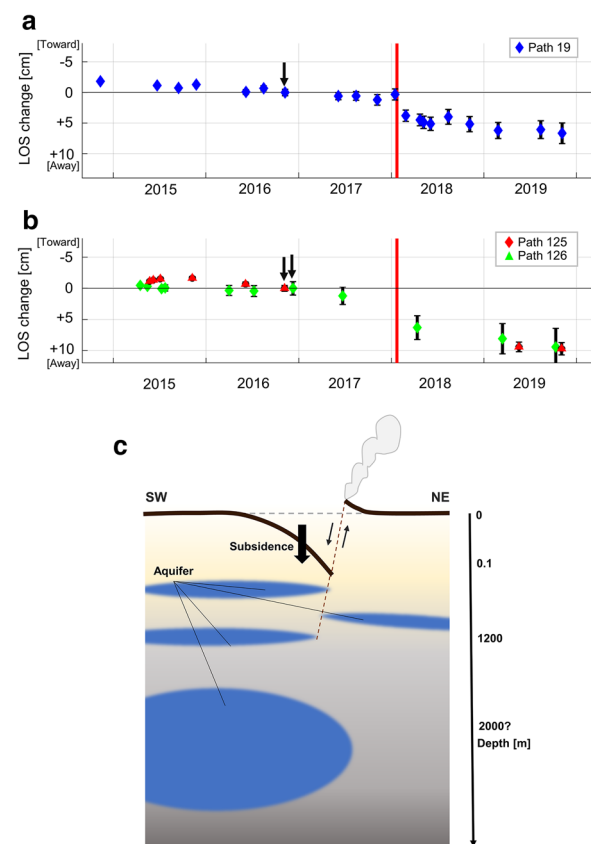 a
[Toward]
-5
0
+5
+10
[Away]
LOS change [cm]
Path 19
2015 2016 2017 2018 2019
b
[Toward]
-5
0
+5
+10
[Away]
LOS change [cm]
Path 125
Path 126
2015 2016 2017 2018 2019
c
SW NE
0
Subsidence
0.1
Aquifer
1200
2000?
Depth [m]